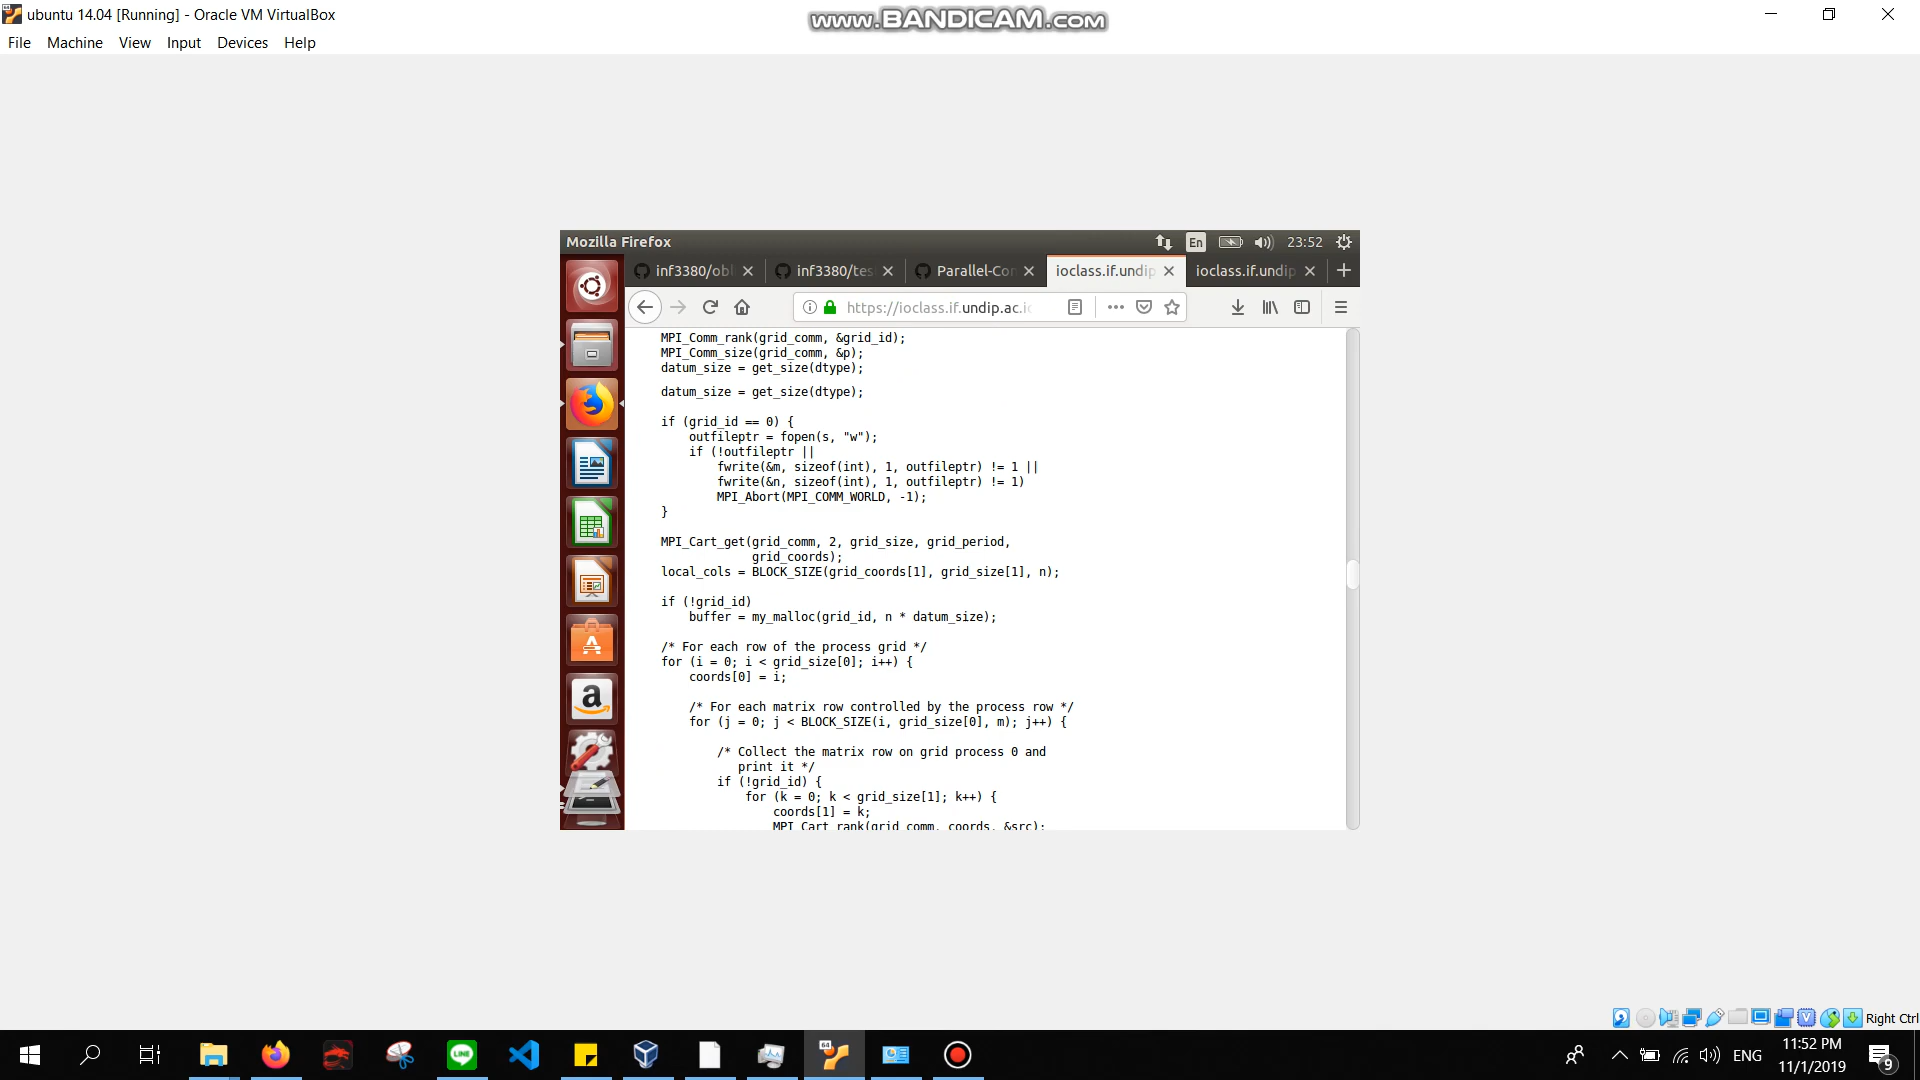 ubuntu 14.04 [Running] - Oracle VM VirtualBox
www.BANDICAM.com
File Machine View Input Devices Help
Mozilla Firefox
En
23:52
inf3380/obl
inf3380/tes
Parallel-Cor
ioclass.if.undip
ioclass.if.undip
https://ioclass.if.undip.ac.i
MPI_Comm_rank(grid_comm, &grid_id);
MPI_Comm_size(grid_comm, &p);
datum_size = get_size(dtype);
datum_size = get_size(dtype);
if (grid_id == 0) {
outfileptr = fopen(s, "w");
if (!outfileptr ||
fwrite(&m, sizeof(int), 1, outfileptr) != 1 ||
fwrite(&n, sizeof(int), 1, outfileptr) != 1)
MPI_Abort(MPI_COMM_WORLD, -1);
}
MPI_Cart_get(grid_comm, 2, grid_size, grid_period,
grid_coords);
local_cols = BLOCK_SIZE(grid_coords[1], grid_size[1], n);
if (!grid_id)
buffer = my_malloc(grid_id, n * datum_size);
/* For each row of the process grid */
for (i = 0; i < grid_size[0]; i++) {
coords[0] = i;
/* For each matrix row controlled by the process row */
for (j = 0; j < BLOCK_SIZE(i, grid_size[0], m); j++) {
/* Collect the matrix row on grid process 0 and
print it */
if (!grid_id) {
for (k = 0; k < grid_size[1]; k++) {
coords[1] = k;
MPI_Cart_rank(grid_comm, coords, &src);
Right Ctrl
64
LINE
ENG
11:52 PM
11/1/2019
9